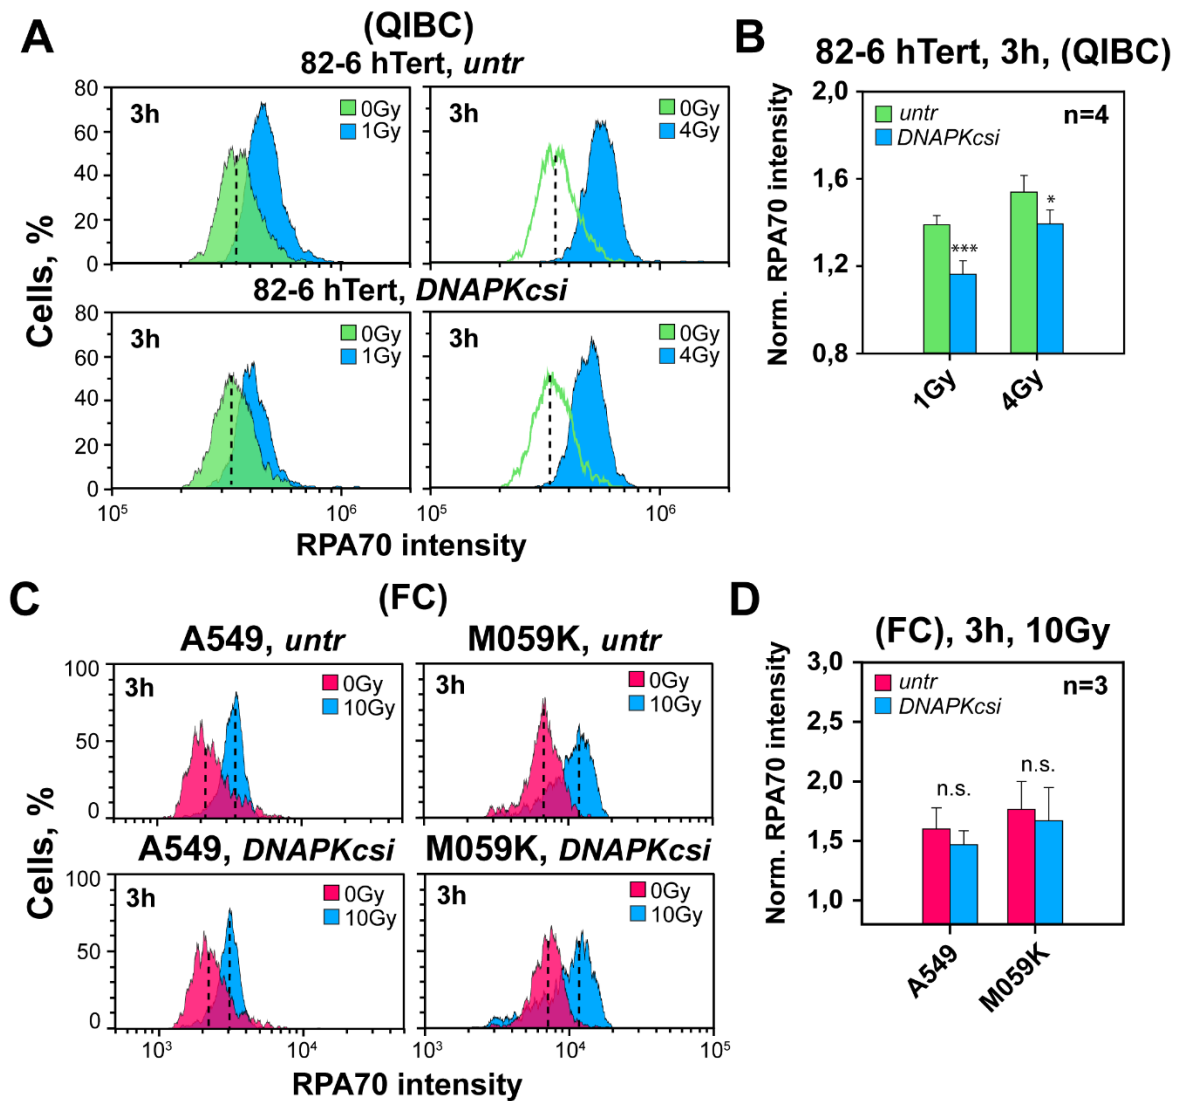 A
(QIBC)
82-6 hTert, untr
80
60
40
20
0
3h
0Gy
1Gy
3h
0Gy
4Gy
82-6 hTert, DNAPKcsi
80
60
40
20
0
3h
0Gy
1Gy
3h
0Gy
4Gy
Cells, %
10⁵
10⁶
10⁵
10⁶
RPA70 intensity
B
82-6 hTert, 3h, (QIBC)
Norm. RPA70 intensity
2,0
1,6
1,2
0,8
untr
DNAPKcsi
n=4
***
*
1Gy
4Gy
C
(FC)
A549, untr
M059K, untr
100
50
0
3h
0Gy
10Gy
3h
0Gy
10Gy
A549, DNAPKcsi
M059K, DNAPKcsi
100
50
0
3h
0Gy
10Gy
3h
0Gy
10Gy
Cells, %
10³
10⁴
10³
10⁴
10⁵
RPA70 intensity
D
(FC), 3h, 10Gy
Norm. RPA70 intensity
3,0
2,5
2,0
1,5
1,0
untr
DNAPKcsi
n=3
n.s.
n.s.
A549
M059K